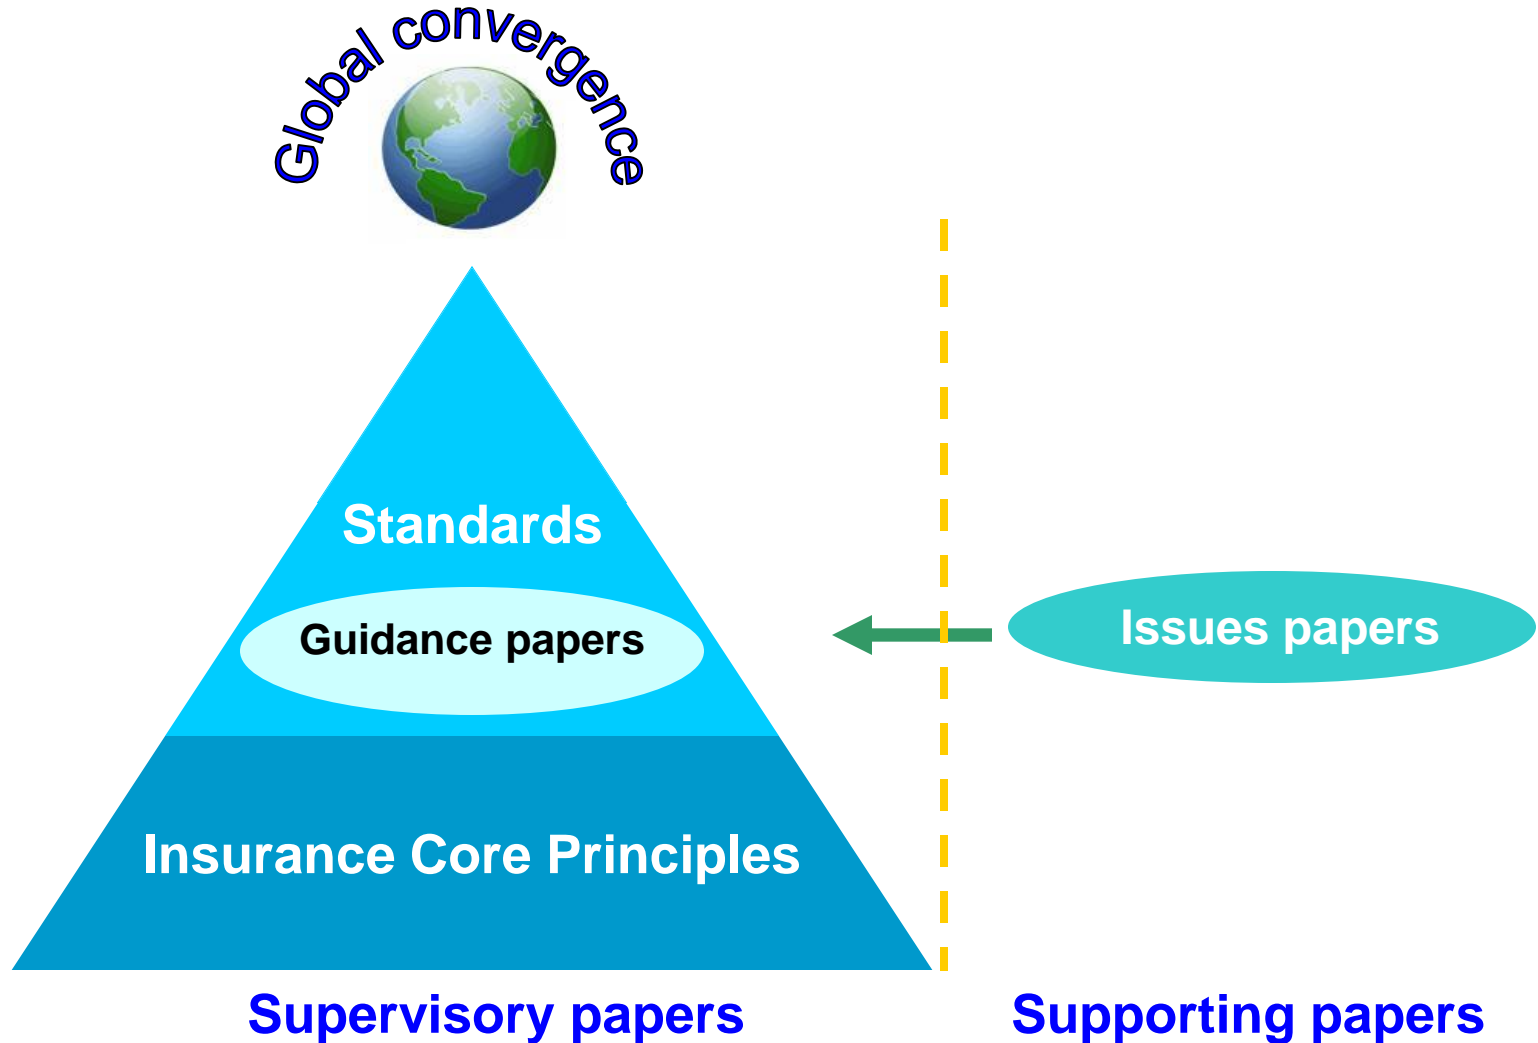 Global convergence
Standards
Guidance papers
Issues papers
Insurance Core Principles
Supervisory papers
Supporting papers